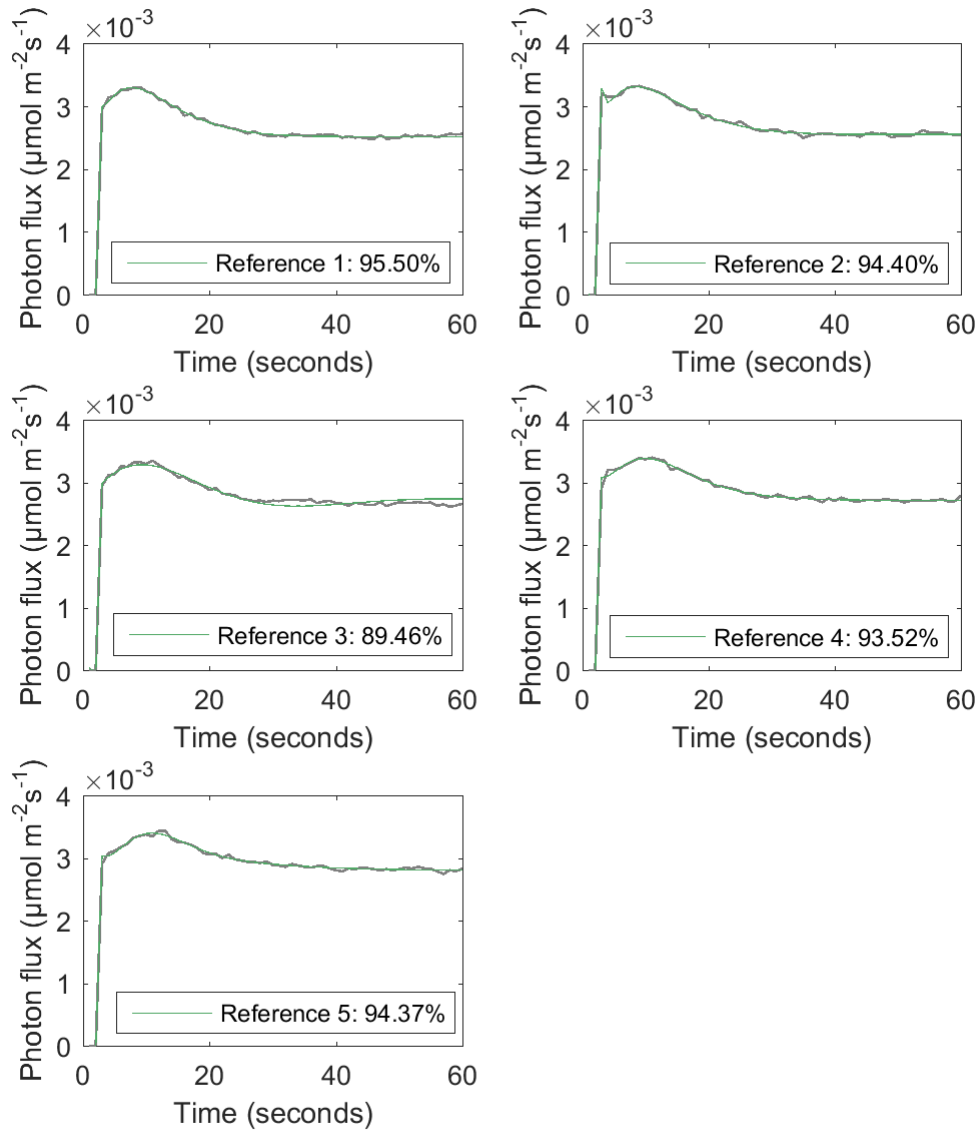 ×10⁻³
4
3
2
1
0
Photon flux (µmol m⁻²s⁻¹)
Reference 1: 95.50%
0 20 40 60
Time (seconds)
×10⁻³
4
3
2
1
0
Photon flux (µmol m⁻²s⁻¹)
Reference 2: 94.40%
0 20 40 60
Time (seconds)
×10⁻³
4
3
2
1
0
Photon flux (µmol m⁻²s⁻¹)
Reference 3: 89.46%
0 20 40 60
Time (seconds)
×10⁻³
4
3
2
1
0
Photon flux (µmol m⁻²s⁻¹)
Reference 4: 93.52%
0 20 40 60
Time (seconds)
×10⁻³
4
3
2
1
0
Photon flux (µmol m⁻²s⁻¹)
Reference 5: 94.37%
0 20 40 60
Time (seconds)